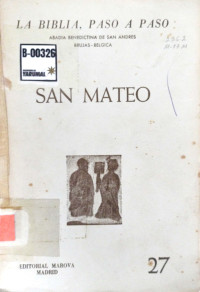 LA BIBLIA, PASO A PASO
ABADIA BENEDICTINA DE SAN ANDRES
BRUJAS-BELGICA
B-00326
SAN MATEO
EDITORIAL MAROVA
MADRID
27